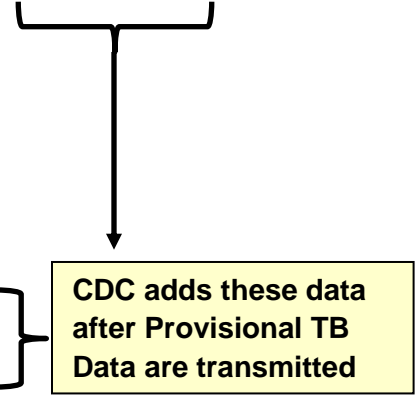 CDC adds these data
after Provisional TB
Data are transmitted